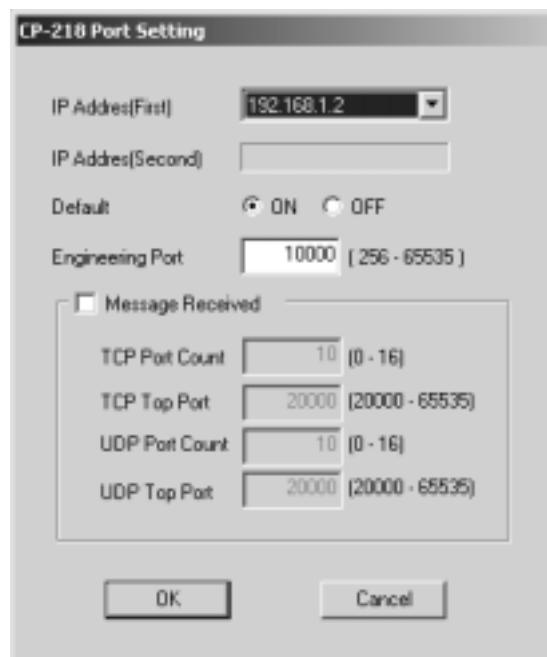 CP-218 Port Setting
IP Addres(First) 192.168.1.2
IP Addres(Second)
Default ON OFF
Engineering Port 10000 ( 256 - 65535 )
Message Received
TCP Port Count 10 (0 - 16)
TCP Top Port 20000 (20000 - 65535)
UDP Port Count 10 (0 - 16)
UDP Top Port 20000 (20000 - 65535)
OK Cancel